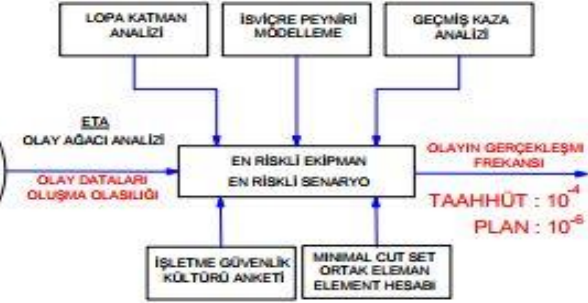 LOPA KATMAN
ANALİZİ
İSVİÇRE PEYNİRİ
MODELLEME
GEÇMİŞ KAZA
ANALİZİ
ETA
OLAY AĞACI ANALİZİ
OLAY DATALARI
OLUŞMA OLASILIĞI
EN RİSKLİ EKİPMAN
EN RİSKLİ SENARYO
OLAYIN GERÇEKLEŞMİ
FREKANSI
TAAHHÜT : 10⁻⁴
PLAN : 10⁻⁶
İŞLETME GÜVENLİK
KÜLTÜRÜ ANKETİ
MINIMAL CUT SET
ORTAK ELEMAN
ELEMENT HESABI